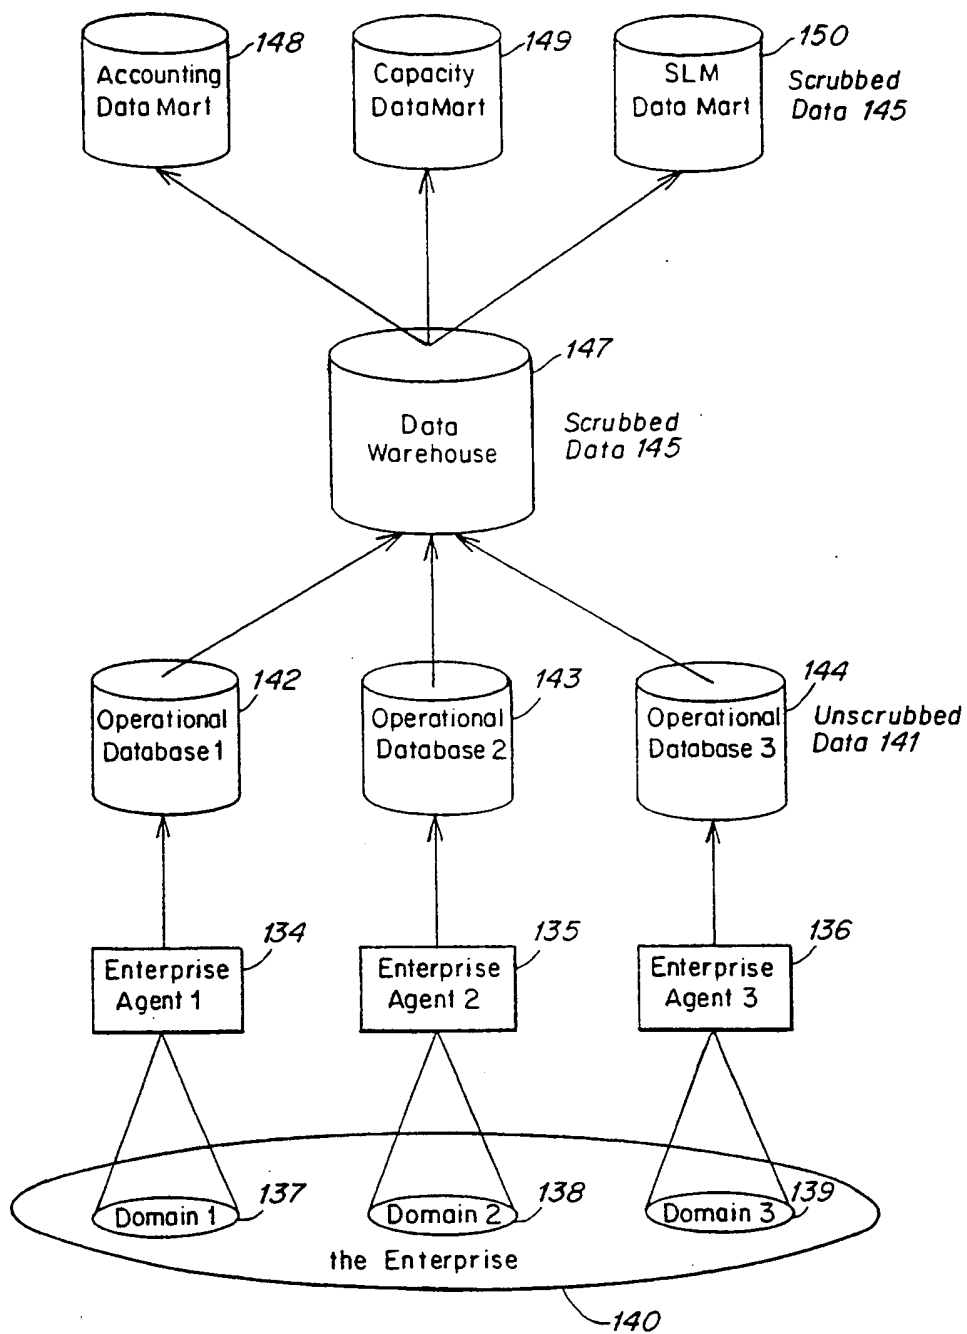 148
149
150
Accounting
Data Mart
Capacity
DataMart
SLM
Data Mart
Scrubbed
Data 145
147
Data
Warehouse
Scrubbed
Data 145
142
143
144
Operational
Database 1
Operational
Database 2
Operational
Database 3
Unscrubbed
Data 141
134
135
136
Enterprise
Agent 1
Enterprise
Agent 2
Enterprise
Agent 3
137
138
139
Domain 1
Domain 2
Domain 3
the Enterprise
140